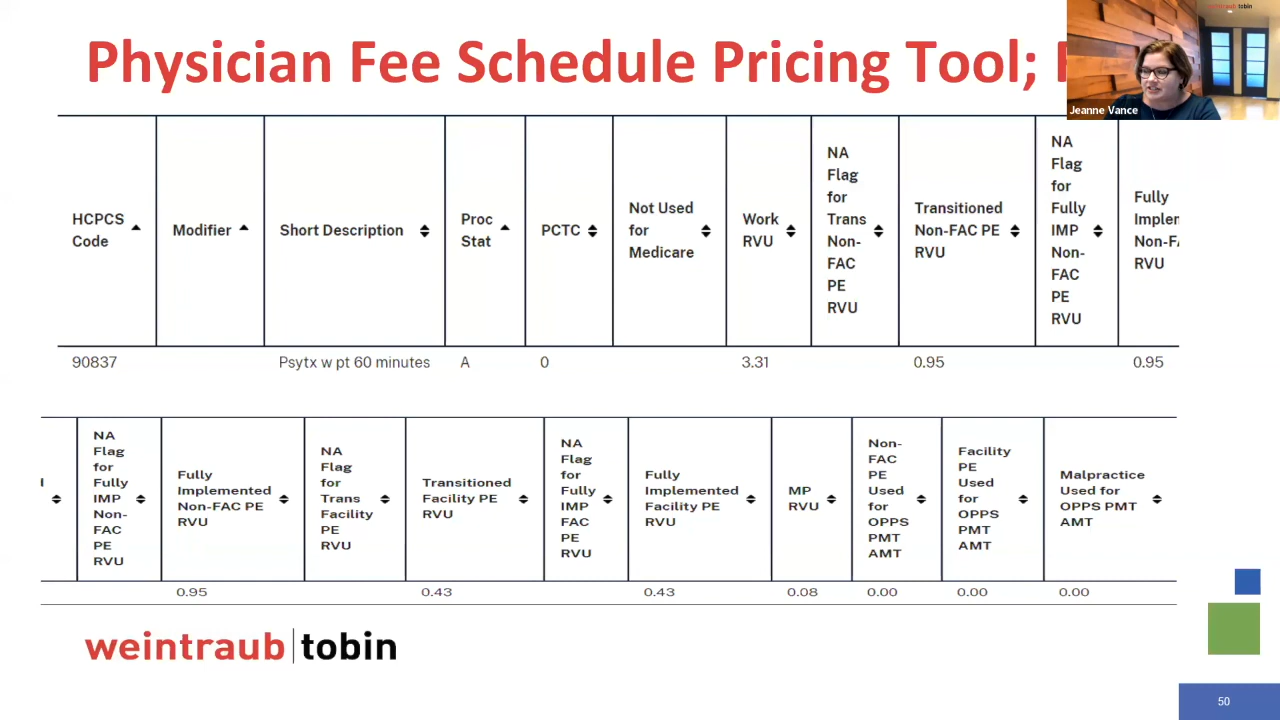 Physician Fee Schedule Pricing Tool;
weintraub tobin
Jeanne Vance
HCPCS
Code
Modifier
Short Description
Proc
Stat
PCTC
Not Used
for
Medicare
Work
RVU
NA
Flag
for
Trans
Non-
FAC
PE
RVU
Transitioned
Non-FAC PE
RVU
NA
Flag
for
Fully
IMP
Non-
FAC
PE
RVU
Fully
Implen
Non-F
RVU
90837
Psytx w pt 60 minutes
A
0
3.31
0.95
0.95
NA
Flag
for
Fully
IMP
Non-
FAC
PE
RVU
Fully
Implemented
Non-FAC PE
RVU
NA
Flag
for
Trans
Facility
PE
RVU
Transitioned
Facility PE
RVU
NA
Flag
for
Fully
IMP
FAC
PE
RVU
Fully
Implemented
Facility PE
RVU
MP
RVU
Non-
FAC
PE
Used
for
OPPS
PMT
AMT
Facility
PE
Used
for
OPPS
PMT
AMT
Malpractice
Used for
OPPS PMT
AMT
0.95
0.43
0.43
0.08
0.00
0.00
0.00
weintraub tobin
50